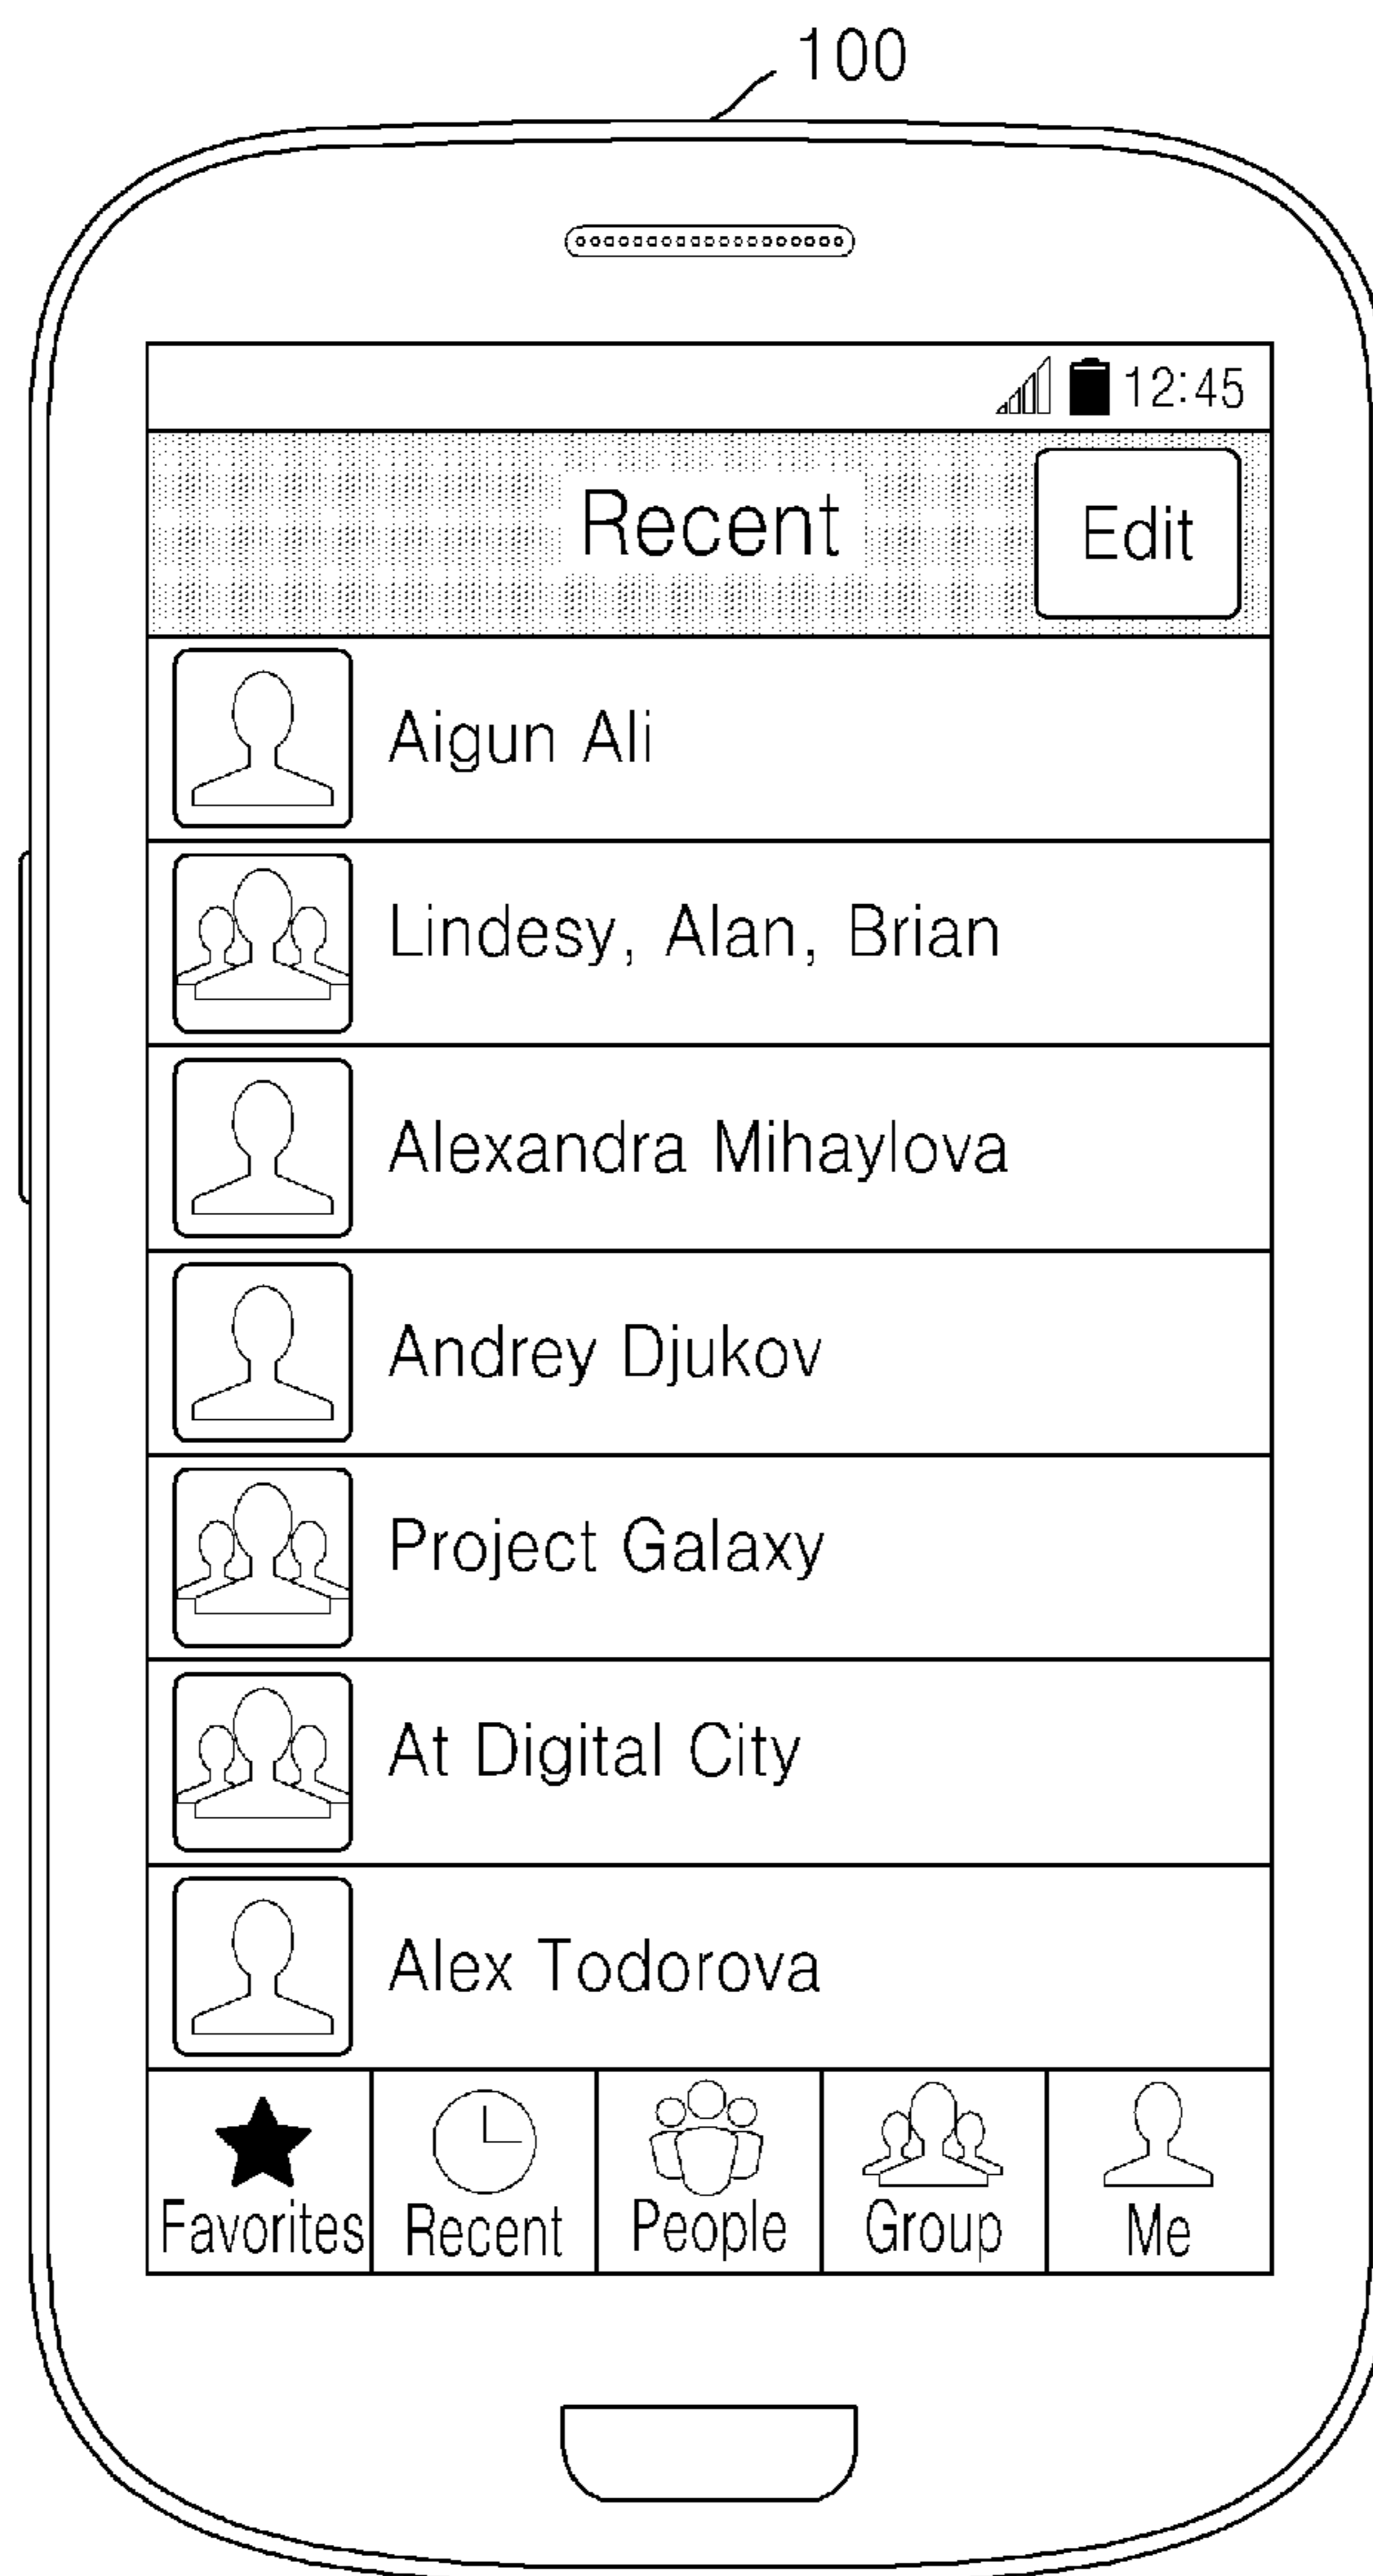 100
12:45
Recent
Edit
Aigun Ali
Lindesy, Alan, Brian
Alexandra Mihaylova
Andrey Djukov
Project Galaxy
At Digital City
Alex Todorova
Favorites Recent People Group Me